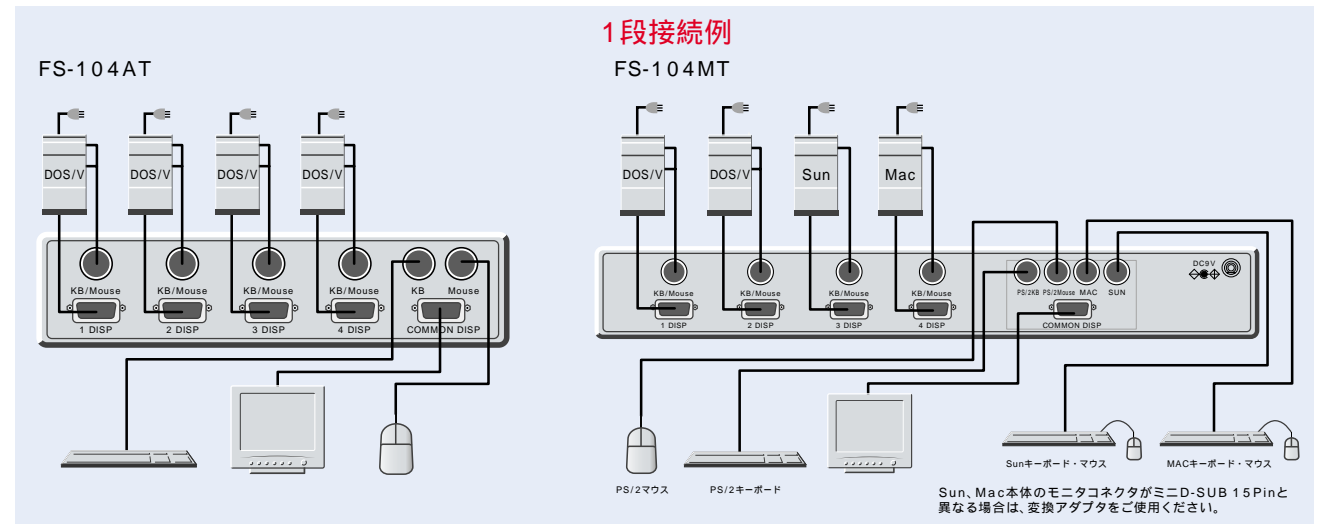 1段接続例
FS-104AT
FS-104MT
DOS/V DOS/V DOS/V DOS/V
KB/Mouse KB/Mouse KB/Mouse KB/Mouse KB Mouse
1 DISP 2 DISP 3 DISP 4 DISP COMMON DISP
DOS/V DOS/V Sun Mac
DC9V
KB/Mouse KB/Mouse KB/Mouse KB/Mouse PS/2KB PS/2Mouse MAC SUN
1 DISP 2 DISP 3 DISP 4 DISP COMMON DISP
PS/2マウス
PS/2キーボード
Sunキーボード・マウス
MACキーボード・マウス
Sun、Mac本体のモニタコネクタがミニD-SUB 15Pinと
異なる場合は、変換アダプタをご使用ください。